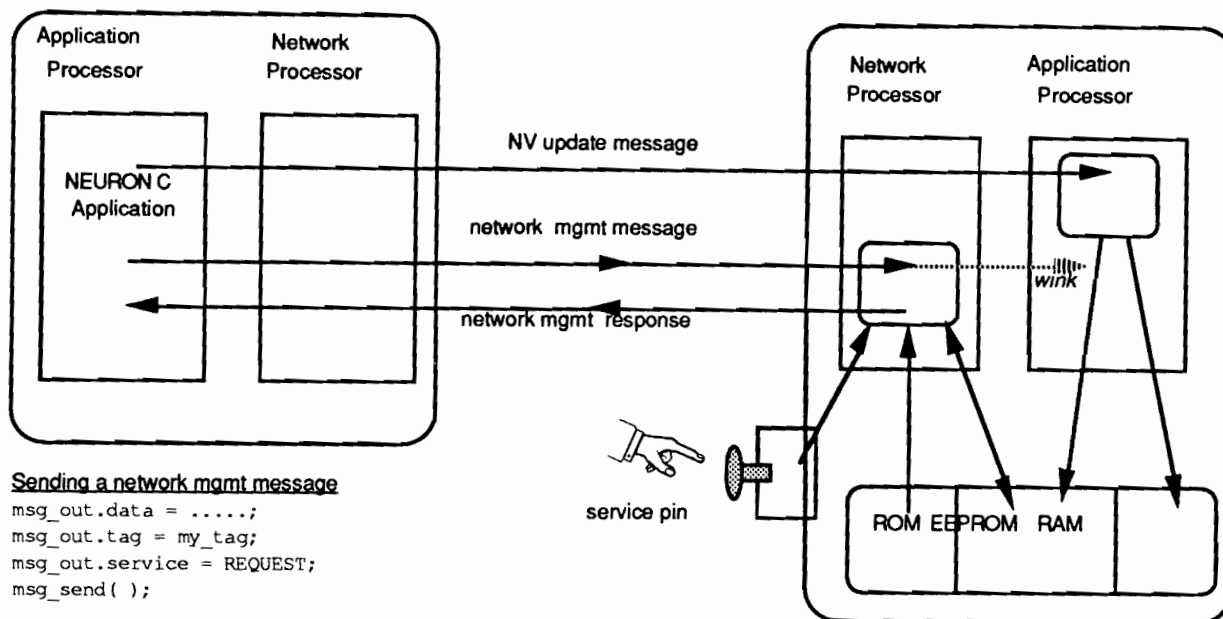 Application
Processor
Network
Processor
NEURON C
Application
NV update message
network mgmt message
network mgmt response
Network
Processor
Application
Processor
wink
service pin
ROM EEPROM RAM
Sending a network mgmt message
msg_out.data = .....;
msg_out.tag = my_tag;
msg_out.service = REQUEST;
msg_send( );